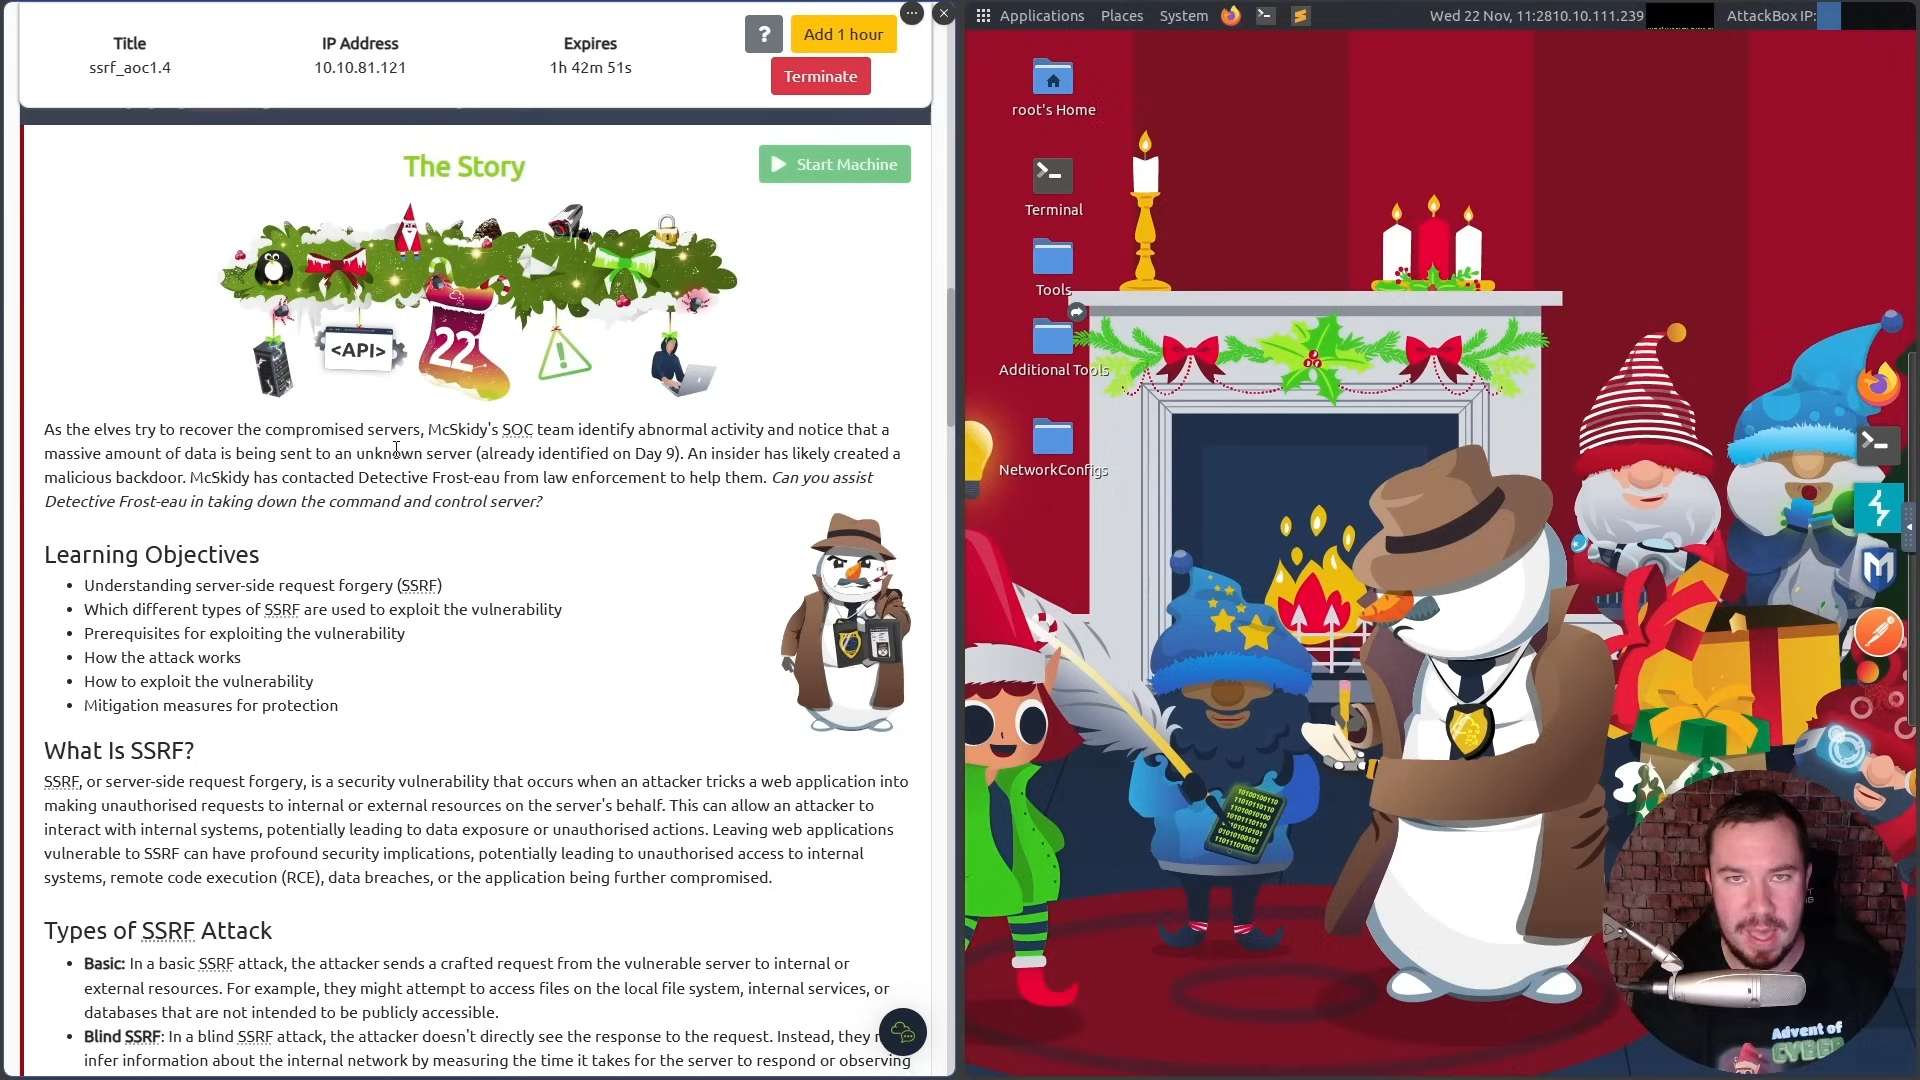 Title
IP Address
Expires
ssrf_aoc1.4
10.10.81.121
1h 42m 51s
?
Add 1 hour
Terminate
The Story
Start Machine
<API>
22
As the elves try to recover the compromised servers, McSkidy's SOC team identify abnormal activity and notice that a
massive amount of data is being sent to an unknown server (already identified on Day 9). An insider has likely created a
malicious backdoor. McSkidy has contacted Detective Frost-eau from law enforcement to help them. Can you assist
Detective Frost-eau in taking down the command and control server?
Learning Objectives
• Understanding server-side request forgery (SSRF)
• Which different types of SSRF are used to exploit the vulnerability
• Prerequisites for exploiting the vulnerability
• How the attack works
• How to exploit the vulnerability
• Mitigation measures for protection
What Is SSRF?
SSRF, or server-side request forgery, is a security vulnerability that occurs when an attacker tricks a web application into
making unauthorised requests to internal or external resources on the server's behalf. This can allow an attacker to
interact with internal systems, potentially leading to data exposure or unauthorised actions. Leaving web applications
vulnerable to SSRF can have profound security implications, potentially leading to unauthorised access to internal
systems, remote code execution (RCE), data breaches, or the application being further compromised.
Types of SSRF Attack
• Basic: In a basic SSRF attack, the attacker sends a crafted request from the vulnerable server to internal or
external resources. For example, they might attempt to access files on the local file system, internal services, or
databases that are not intended to be publicly accessible.
• Blind SSRF: In a blind SSRF attack, the attacker doesn't directly see the response to the request. Instead, they
infer information about the internal network by measuring the time it takes for the server to respond or observing
Applications Places System
Wed 22 Nov, 11:28
10.10.111.239
AttackBox IP:
root's Home
Terminal
Tools
Additional Tools
NetworkConfigs
Advent of
CYBER